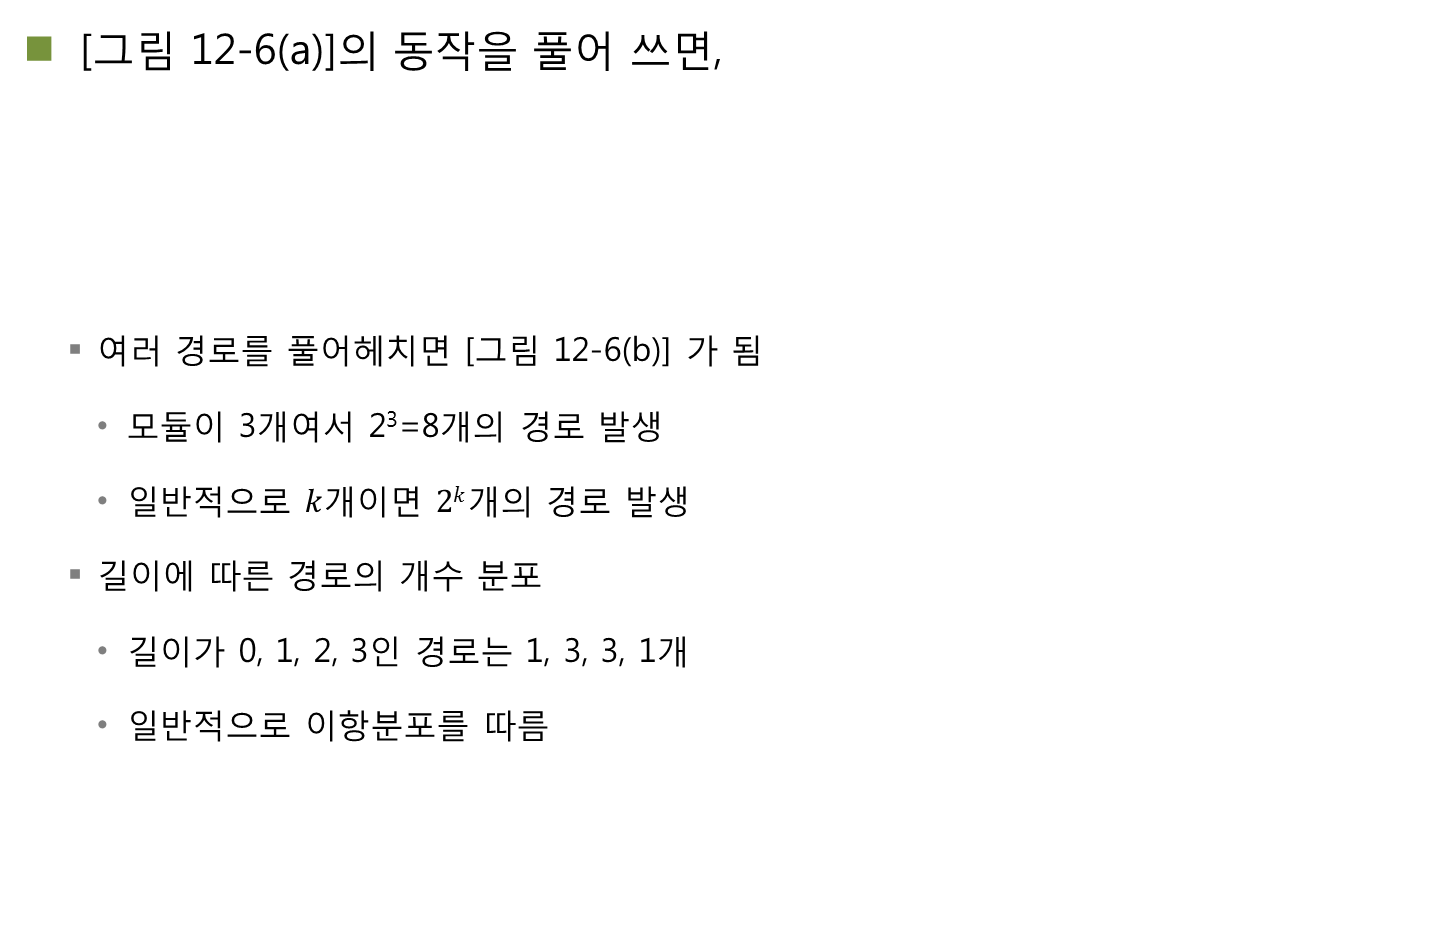 [그림 12-6(a)]의 동작을 풀어 쓰면,
여러 경로를 풀어헤치면 [그림 12-6(b)] 가 됨
모듈이 3개여서 2³=8개의 경로 발생
일반적으로 k개이면 2ᵏ개의 경로 발생
길이에 따른 경로의 개수 분포
길이가 0, 1, 2, 3인 경로는 1, 3, 3, 1개
일반적으로 이항분포를 따름